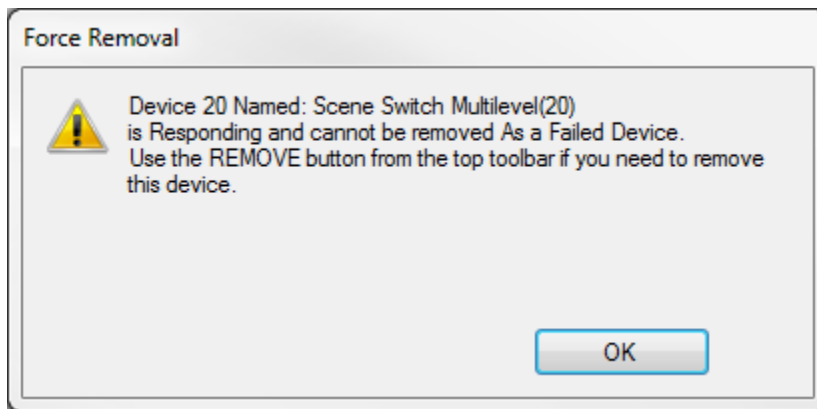 Force Removal
Device 20 Named: Scene Switch Multilevel(20)
is Responding and cannot be removed As a Failed Device.
Use the REMOVE button from the top toolbar if you need to remove
this device.
OK